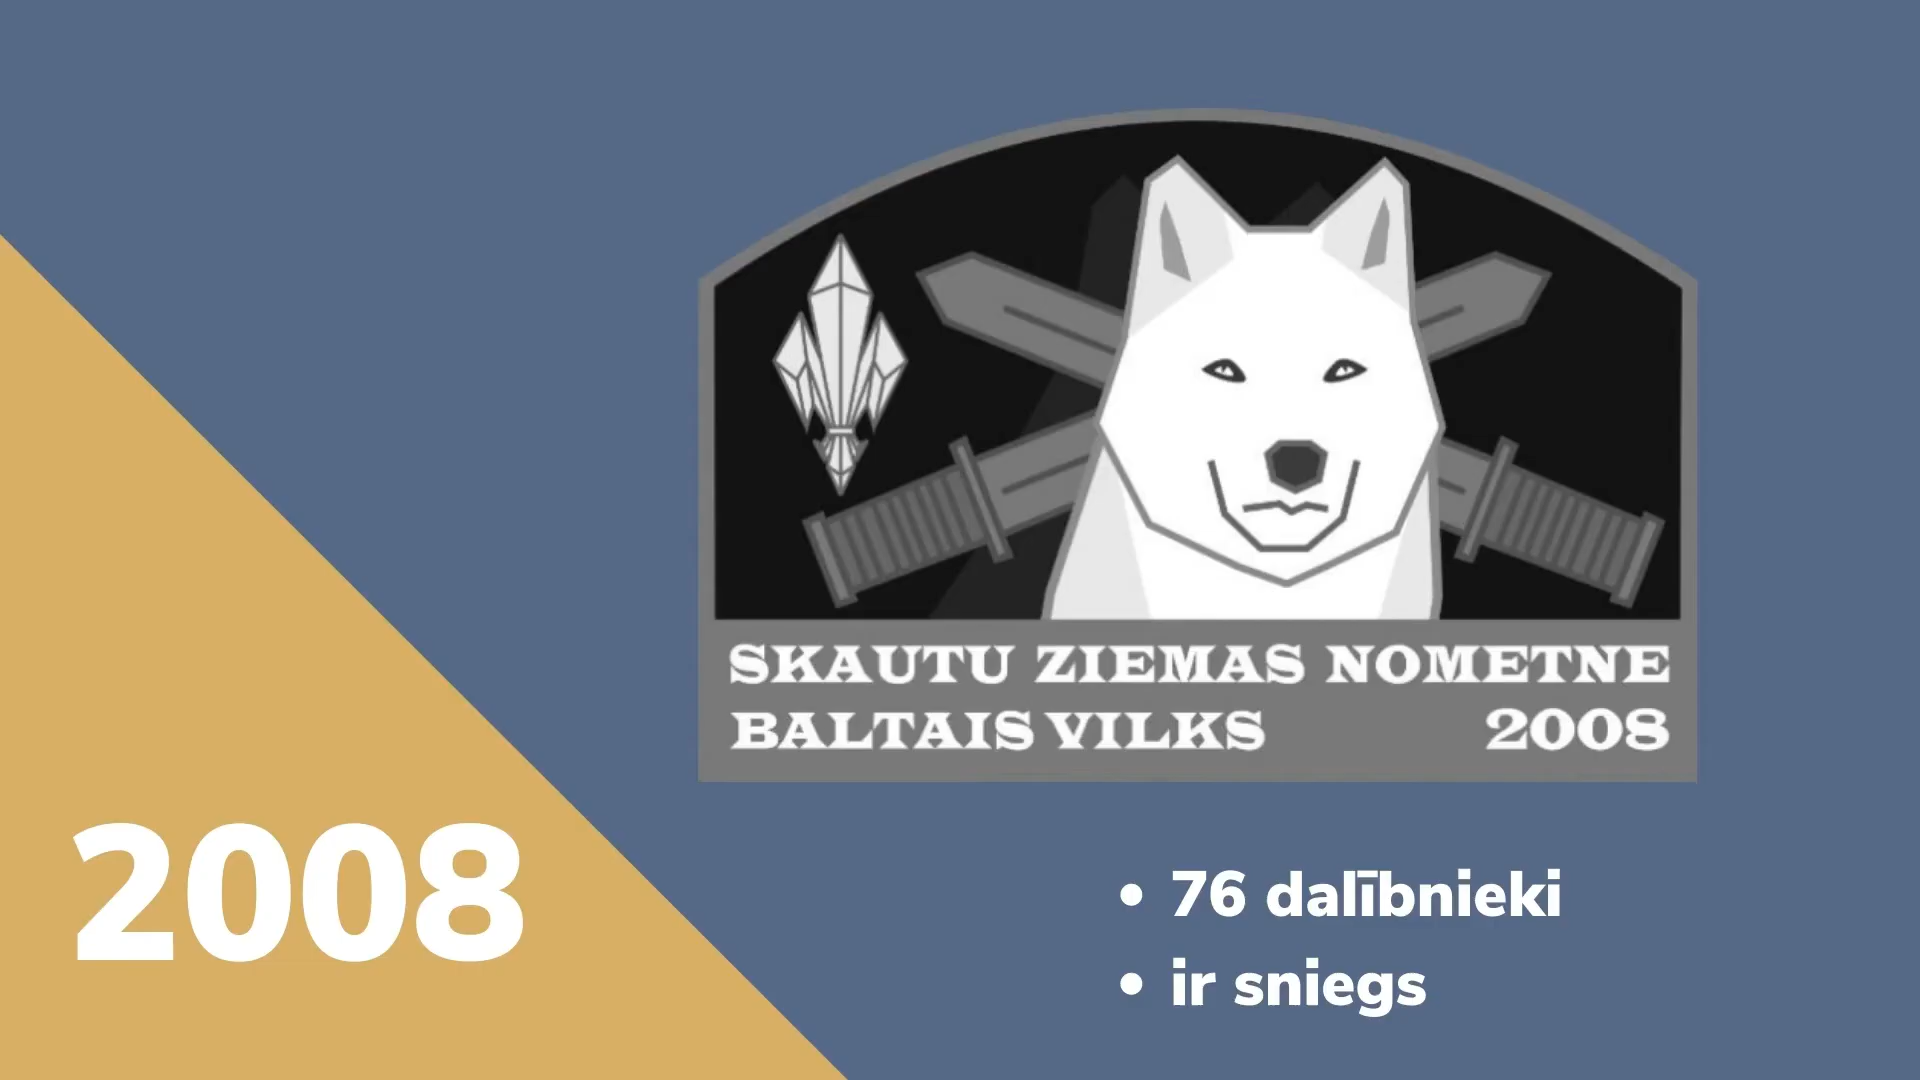 SKAUTU ZIEMAS NOMETNE
BALTAIS VILKS 2008
2008
• 76 dalībnieki
• ir sniegs